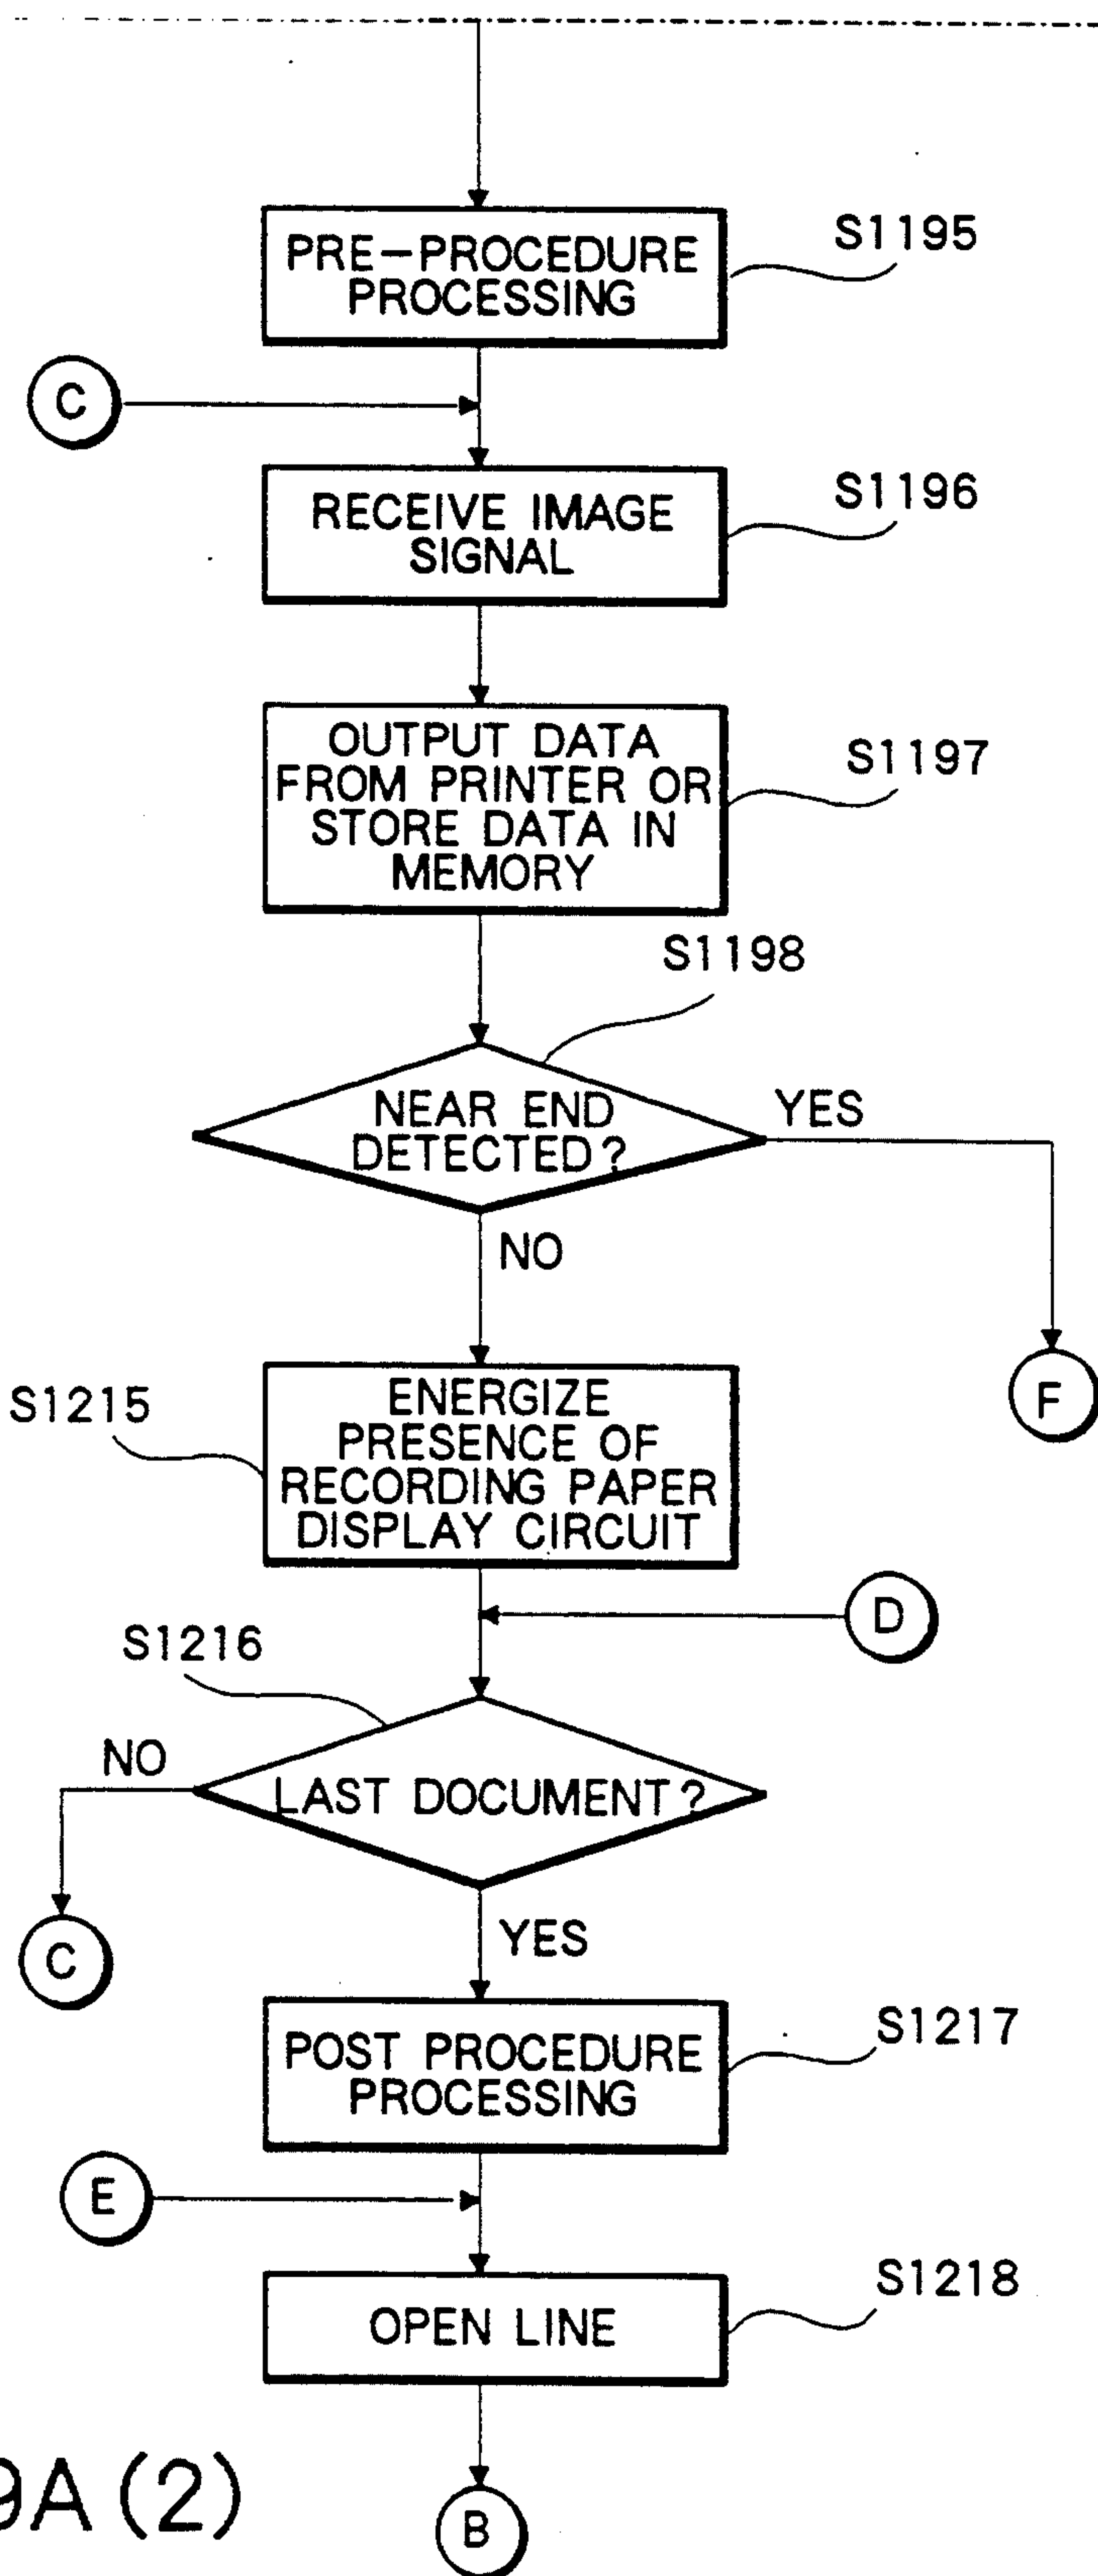 PRE-PROCEDURE
PROCESSING
S1195
C
RECEIVE IMAGE
SIGNAL
S1196
OUTPUT DATA
FROM PRINTER OR
STORE DATA IN
MEMORY
S1197
S1198
NEAR END
DETECTED?
YES
NO
F
S1215
ENERGIZE
PRESENCE OF
RECORDING PAPER
DISPLAY CIRCUIT
D
S1216
NO
LAST DOCUMENT?
C
YES
POST PROCEDURE
PROCESSING
S1217
E
OPEN LINE
S1218
9A (2)
B